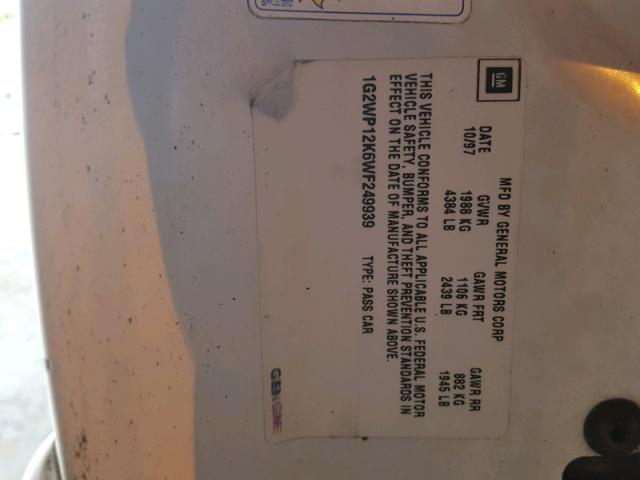 GM
MFD BY GENERAL MOTORS CORP
DATE GVWR GAWR FRT GAWR RR
10/97 1988 KG 1106 KG 882 KG
4384 LB 2439 LB 1945 LB
THIS VEHICLE CONFORMS TO ALL APPLICABLE U.S. FEDERAL MOTOR
VEHICLE SAFETY, BUMPER, AND THEFT PREVENTION STANDARDS IN
EFFECT ON THE DATE OF MANUFACTURE SHOWN ABOVE.
1G2WP12K6WF249939 TYPE: PASS CAR